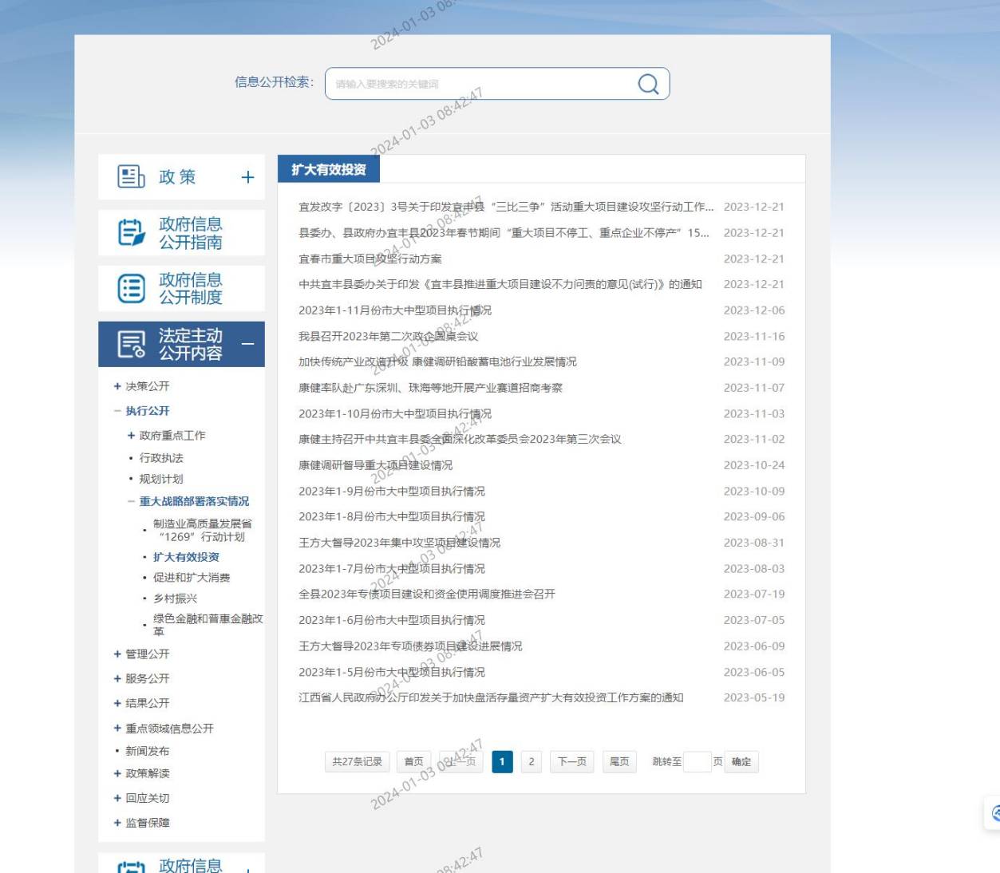 2024-01-03 08:
信息公开检索：
请输入要搜索的关键词
2024-01-03 08:42:47
政 策
政府信息
公开指南
政府信息
公开制度
法定主动
公开内容
+ 决策公开
- 执行公开
+ 政府重点工作
• 行政执法
• 规划计划
- 重大战略部署落实情况
• 制造业高质量发展省
“1269”行动计划
• 扩大有效投资
• 促进和扩大消费
• 乡村振兴
• 绿色金融和普惠金融改
革
+ 管理公开
+ 服务公开
+ 结果公开
+ 重点领域信息公开
• 新闻发布
+ 政策解读
+ 回应关切
+ 监督保障
政府信息
扩大有效投资
宜发改字〔2023〕3号关于印发宜丰县“三比三争”活动重大项目建设攻坚行动工作... 2023-12-21
县委办、县政府办宜丰县2023年春节期间“重大项目不停工、重点企业不停产”15... 2023-12-21
宜春市重大项目攻坚行动方案 2023-12-21
中共宜丰县委办关于印发《宜丰县推进重大项目建设不力问责的意见(试行)》的通知 2023-12-21
2023年1-11月份市大中型项目执行情况 2023-12-06
我县召开2023年第二次政企圆桌会议 2023-11-16
加快传统产业改造升级 康健调研铅酸蓄电池行业发展情况 2023-11-09
康健率队赴广东深圳、珠海等地开展产业赛道招商考察 2023-11-07
2023年1-10月份市大中型项目执行情况 2023-11-03
康健主持召开中共宜丰县委全面深化改革委员会2023年第三次会议 2023-11-02
康健调研督导重大项目建设情况 2023-10-24
2023年1-9月份市大中型项目执行情况 2023-10-09
2023年1-8月份市大中型项目执行情况 2023-09-06
王方大督导2023年集中攻坚项目建设情况 2023-08-31
2023年1-7月份市大中型项目执行情况 2023-08-03
全县2023年专债项目建设和资金使用调度推进会召开 2023-07-19
2023年1-6月份市大中型项目执行情况 2023-07-05
王方大督导2023年专项债券项目建设进展情况 2023-06-09
2023年1-5月份市大中型项目执行情况 2023-06-05
江西省人民政府办公厅印发关于加快盘活存量资产扩大有效投资工作方案的通知 2023-05-19
2024-01-03 08:42:47
2024-01-03 08:42:47
2024-01-03 08:42:47
2024-01-03 08:42:47
2024-01-03 08:42:47
共27条记录 首页 上一页 1 2 下一页 尾页 跳转至 页 确定
2024-01-03 08:42:47
08:42:47